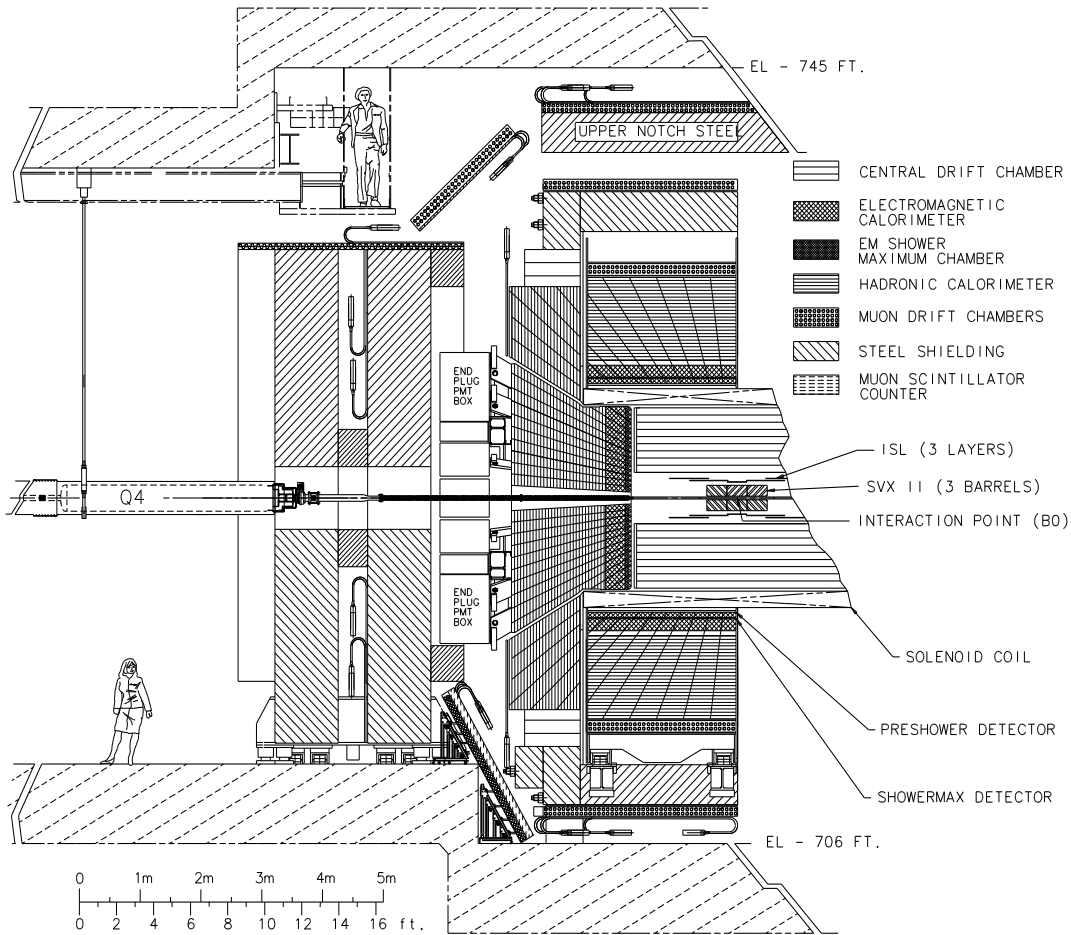 EL - 745 FT.
UPPER NOTCH STEEL
CENTRAL DRIFT CHAMBER
ELECTROMAGNETIC
CALORIMETER
EM SHOWER
MAXIMUM CHAMBER
HADRONIC CALORIMETER
MUON DRIFT CHAMBERS
STEEL SHIELDING
MUON SCINTILLATOR
COUNTER
END
PLUG
PMT
BOX
ISL (3 LAYERS)
Q4
SVX II (3 BARRELS)
INTERACTION POINT (B0)
END
PLUG
PMT
BOX
SOLENOID COIL
PRESHOWER DETECTOR
SHOWERMAX DETECTOR
EL - 706 FT.
0 1m 2m 3m 4m 5m
0 2 4 6 8 10 12 14 16 ft.